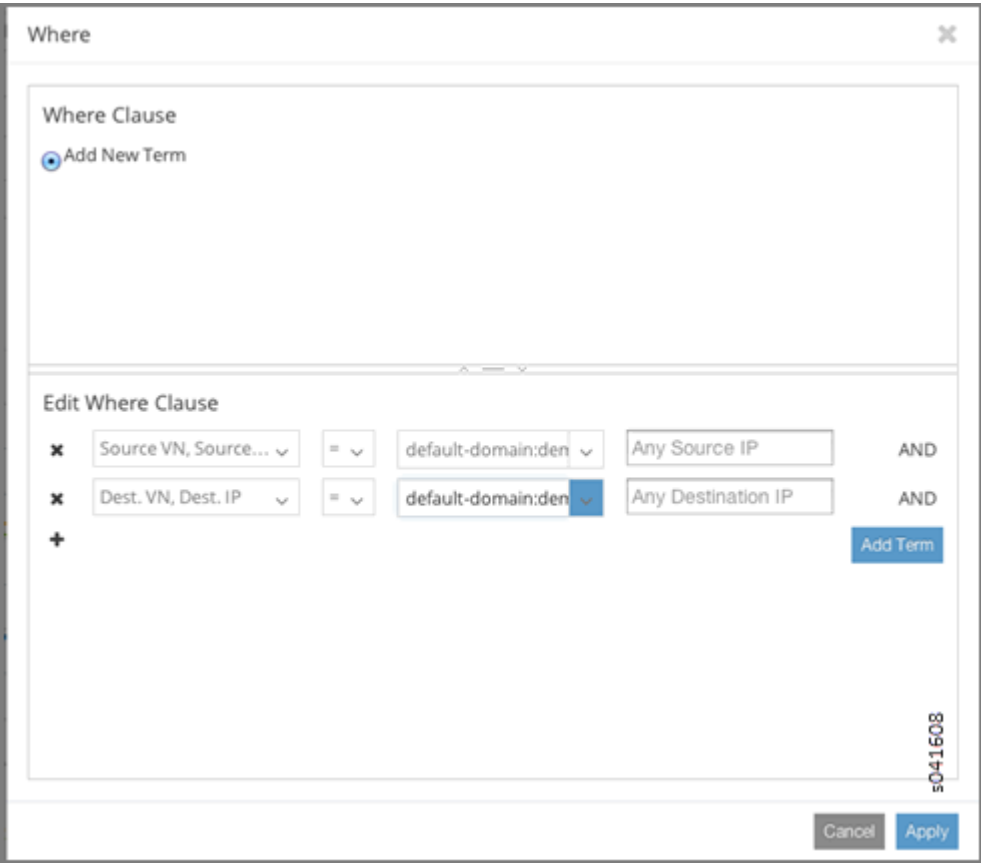 Where
Where Clause
Add New Term
Edit Where Clause
Source VN, Source... = default-domain:den Any Source IP AND
Dest. VN, Dest. IP = default-domain:den Any Destination IP AND
Add Term
s041608
Cancel Apply